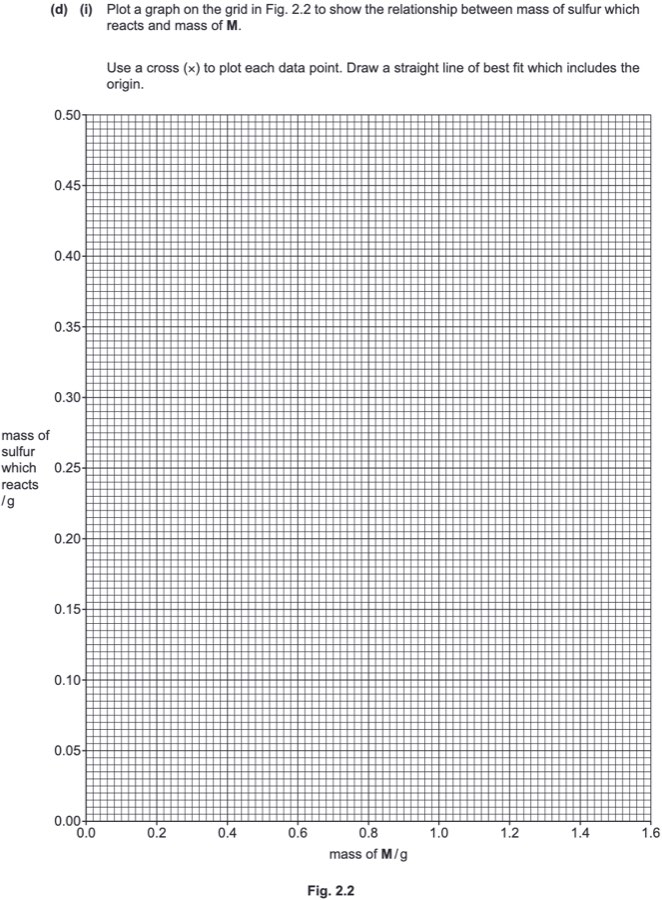 (d) (i) Plot a graph on the grid in Fig. 2.2 to show the relationship between mass of sulfur which
reacts and mass of M.
Use a cross (×) to plot each data point. Draw a straight line of best fit which includes the
origin.
0.50
0.45
0.40
0.35
0.30
mass of
sulfur
which
reacts
/g
0.25
0.20
0.15
0.10
0.05
0.00
0.0 0.2 0.4 0.6 0.8 1.0 1.2 1.4 1.6
mass of M/g
Fig. 2.2